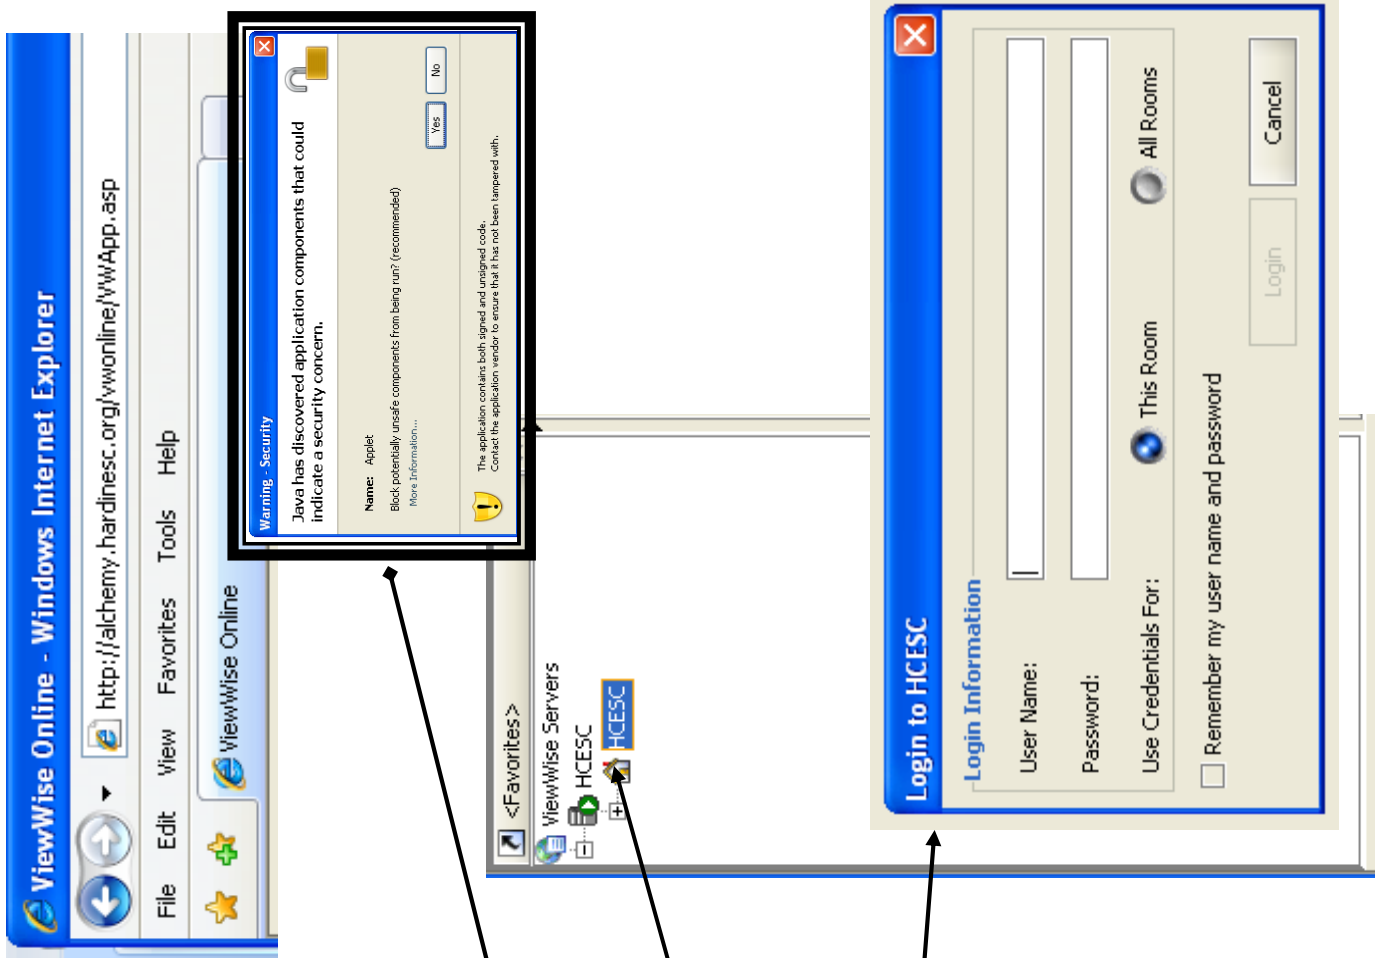 ViewWise Online - Windows Internet Explorer
http://alchemy.hardinesc.org/vwonline/VWApp.asp
File Edit View Favorites Tools Help
ViewWise Online
Warning - Security
Java has discovered application components that could
indicate a security concern.
Name: Applet
Block potentially unsafe components from being run? (recommended)
More Information...
Yes No
The application contains both signed and unsigned code.
Contact the application vendor to ensure that it has not been tampered with.
<Favorites>
ViewWise Servers
HCESC
HCESC
Login to HCESC
Login Information
User Name:
Password:
Use Credentials For: This Room All Rooms
Remember my user name and password
Login Cancel